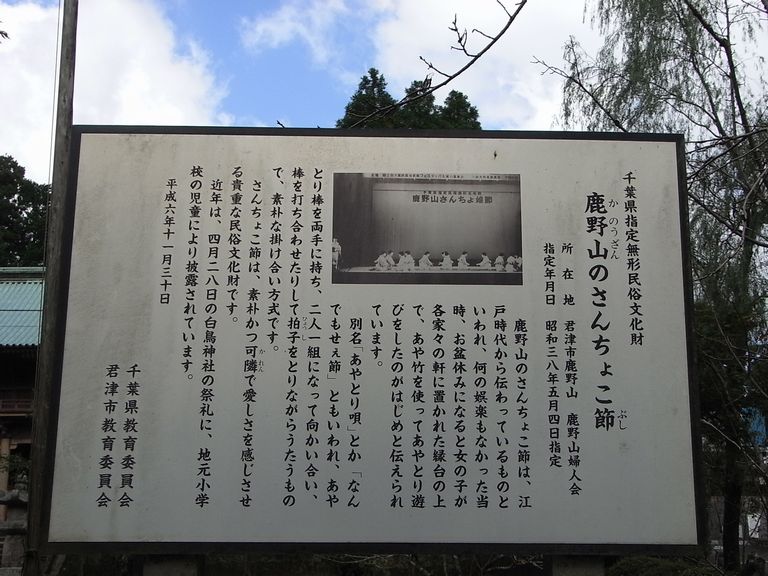 千葉県指定無形民俗文化財
鹿野山のさんちょこ節
かのうざん
ぶし
所在地 君津市鹿野山 鹿野山婦人会
指定年月日 昭和三八年五月四日指定
鹿野山のさんちょこ節は、江
戸時代から伝わっているものと
いわれ、何の娯楽もなかった当
時、お盆休みになると女の子が
各家々の軒に置かれた縁台の上
で、あや竹を使ってあやとり遊
びをしたのがはじめと伝えられ
ています。
別名「あやとり唄」とか「なん
でもせぇ節」ともいわれ、あや
とり棒を両手に持ち、二人一組になって向かい合い、
棒を打ち合わせたりして拍子をとりながらうたうもの
ひょうし
で、素朴な掛け合い方式です。
さんちょこ節は、素朴かつ可隣で愛しさを感じさせ
かれん
る貴重な民俗文化財です。
近年は、四月二八日の白鳥神社の祭礼に、地元小学
校の児童により披露されています。
平成六年十一月三十日
千葉県教育委員会
君津市教育委員会
鹿野山さんちょこ節